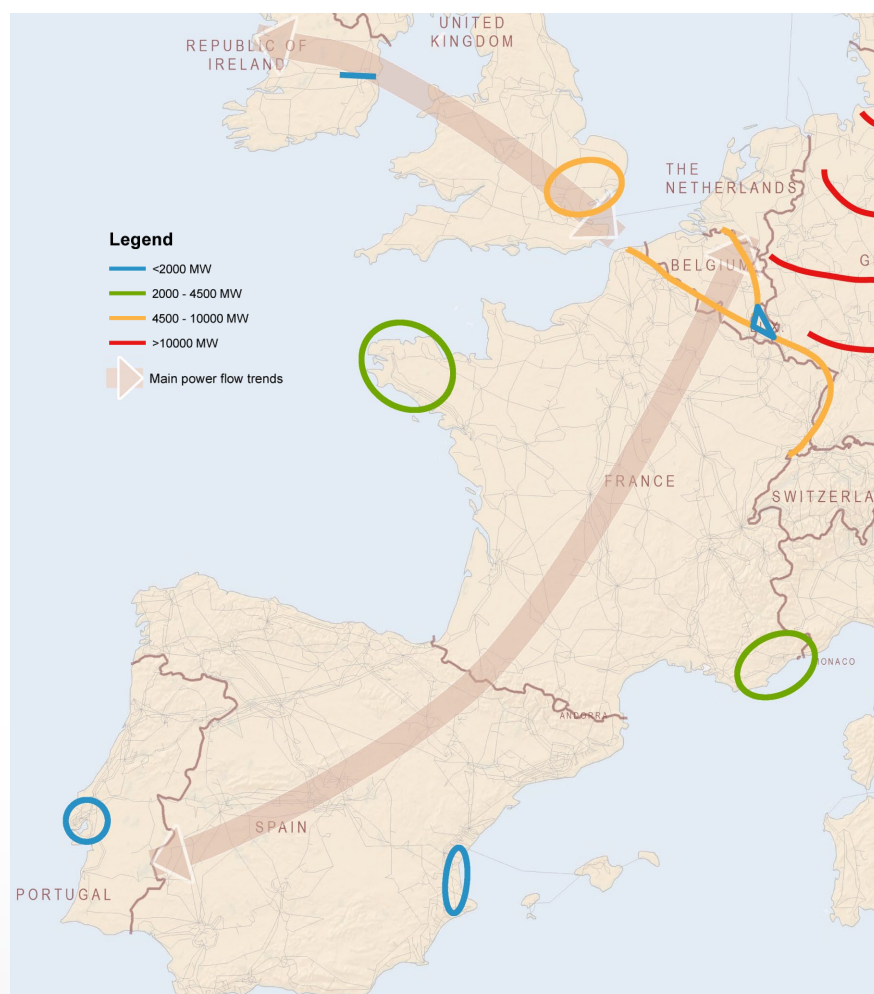 UNITED
KINGDOM
REPUBLIC OF
IRELAND
THE
NETHERLANDS
Legend
<2000 MW
2000 - 4500 MW
4500 - 10000 MW
>10000 MW
Main power flow trends
BELGIUM
G
FRANCE
SWITZERLA
MONACO
ANDORRA
SPAIN
PORTUGAL